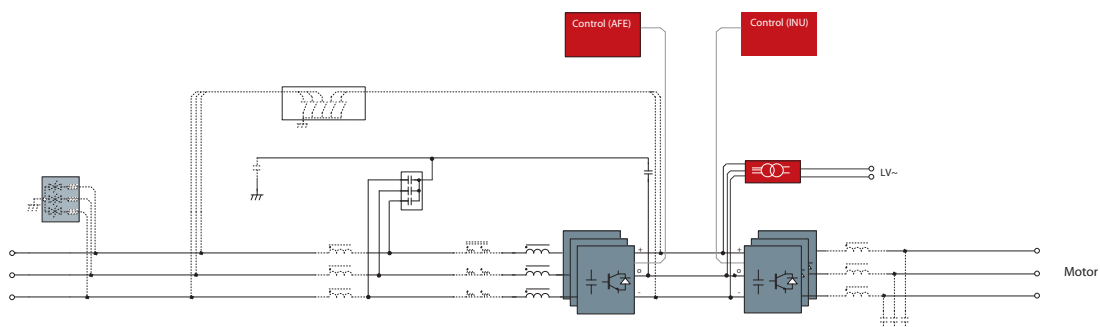 Control (AFE)
Control (INU)
LV~
+
o
-
+
o
-
Motor